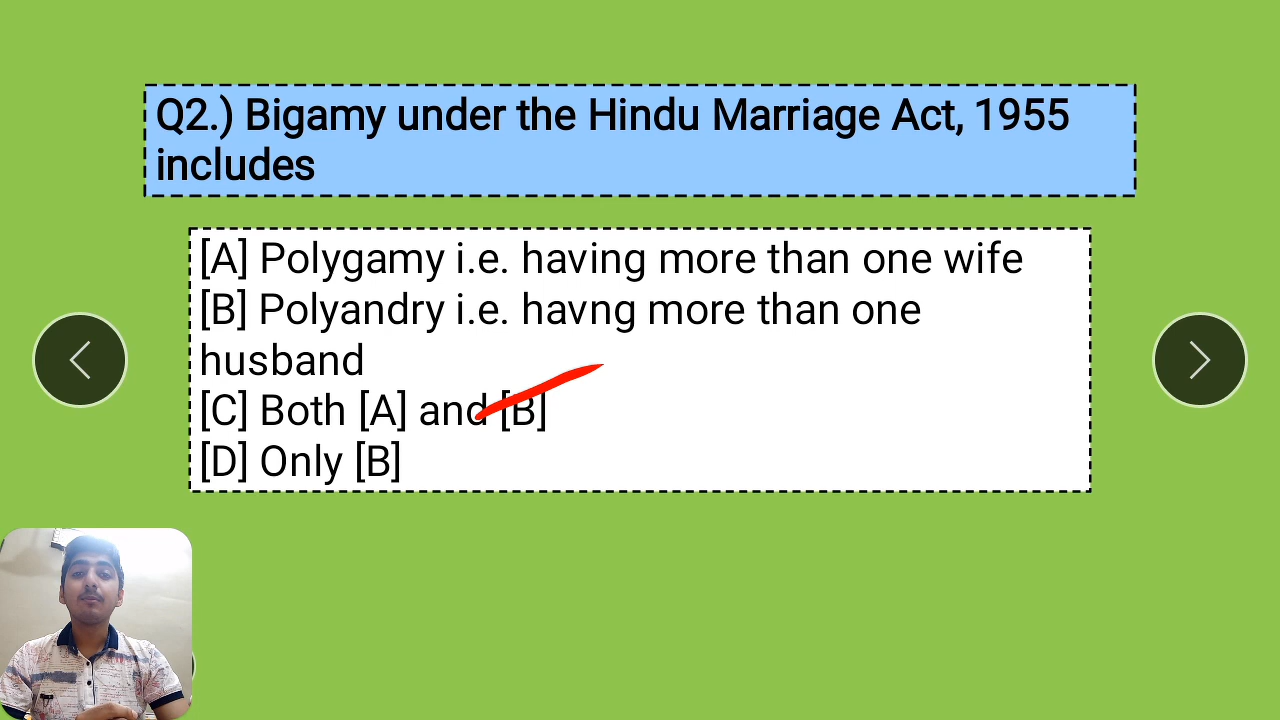 Q2.) Bigamy under the Hindu Marriage Act, 1955
includes
[A] Polygamy i.e. having more than one wife
[B] Polyandry i.e. havng more than one
husband
[C] Both [A] and [B]
[D] Only [B]